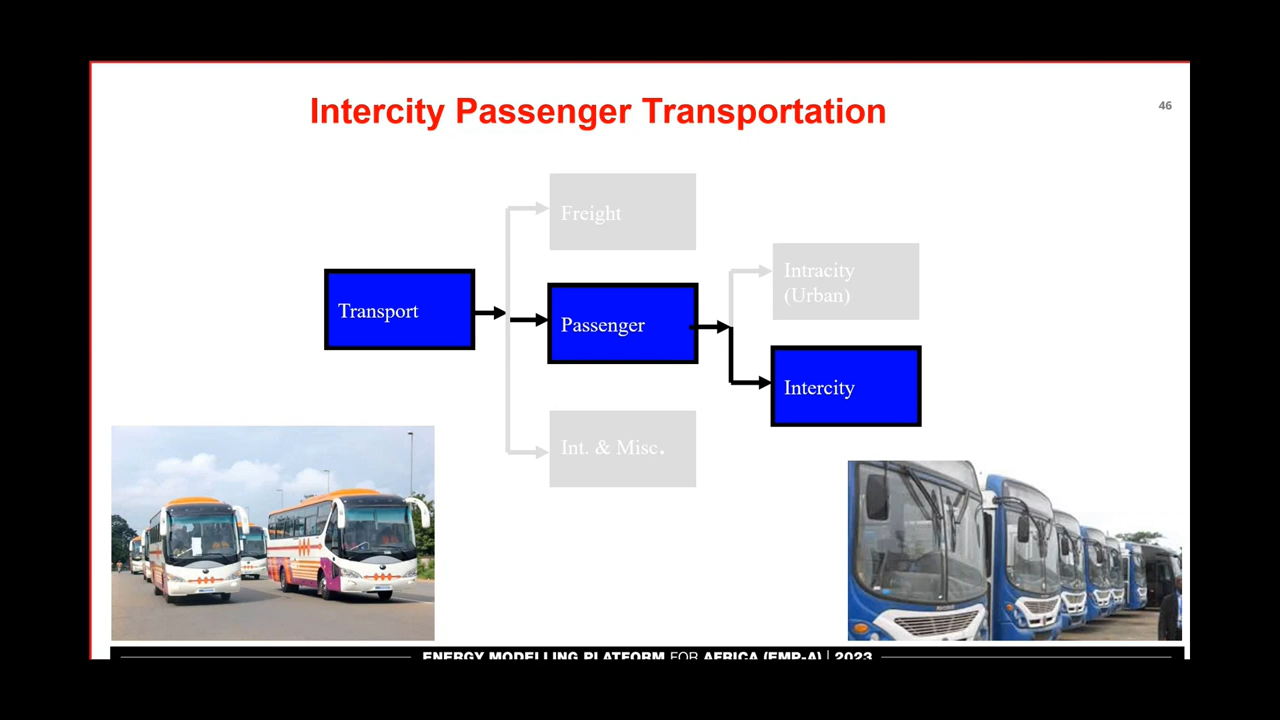 Intercity Passenger Transportation
46
Freight
Transport
Passenger
Intracity
(Urban)
Intercity
Int. & Misc.
ENERGY MODELLING PLATFORM FOR AFRICA (EMP-A) | 2023